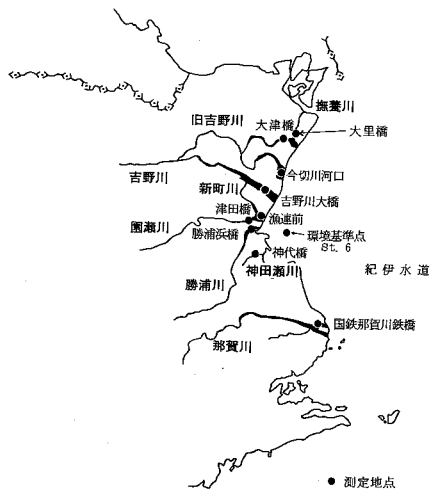 撫養川
旧吉野川
大津橋
大里橋
吉野川
今切川河口
新町川
吉野川大橋
津田橋
漁連前
園瀬川
勝浦浜橋
環境基準点
St. 6
神代橋
神田瀬川
紀伊水道
勝浦川
国鉄那賀川鉄橋
那賀川
● 測定地点